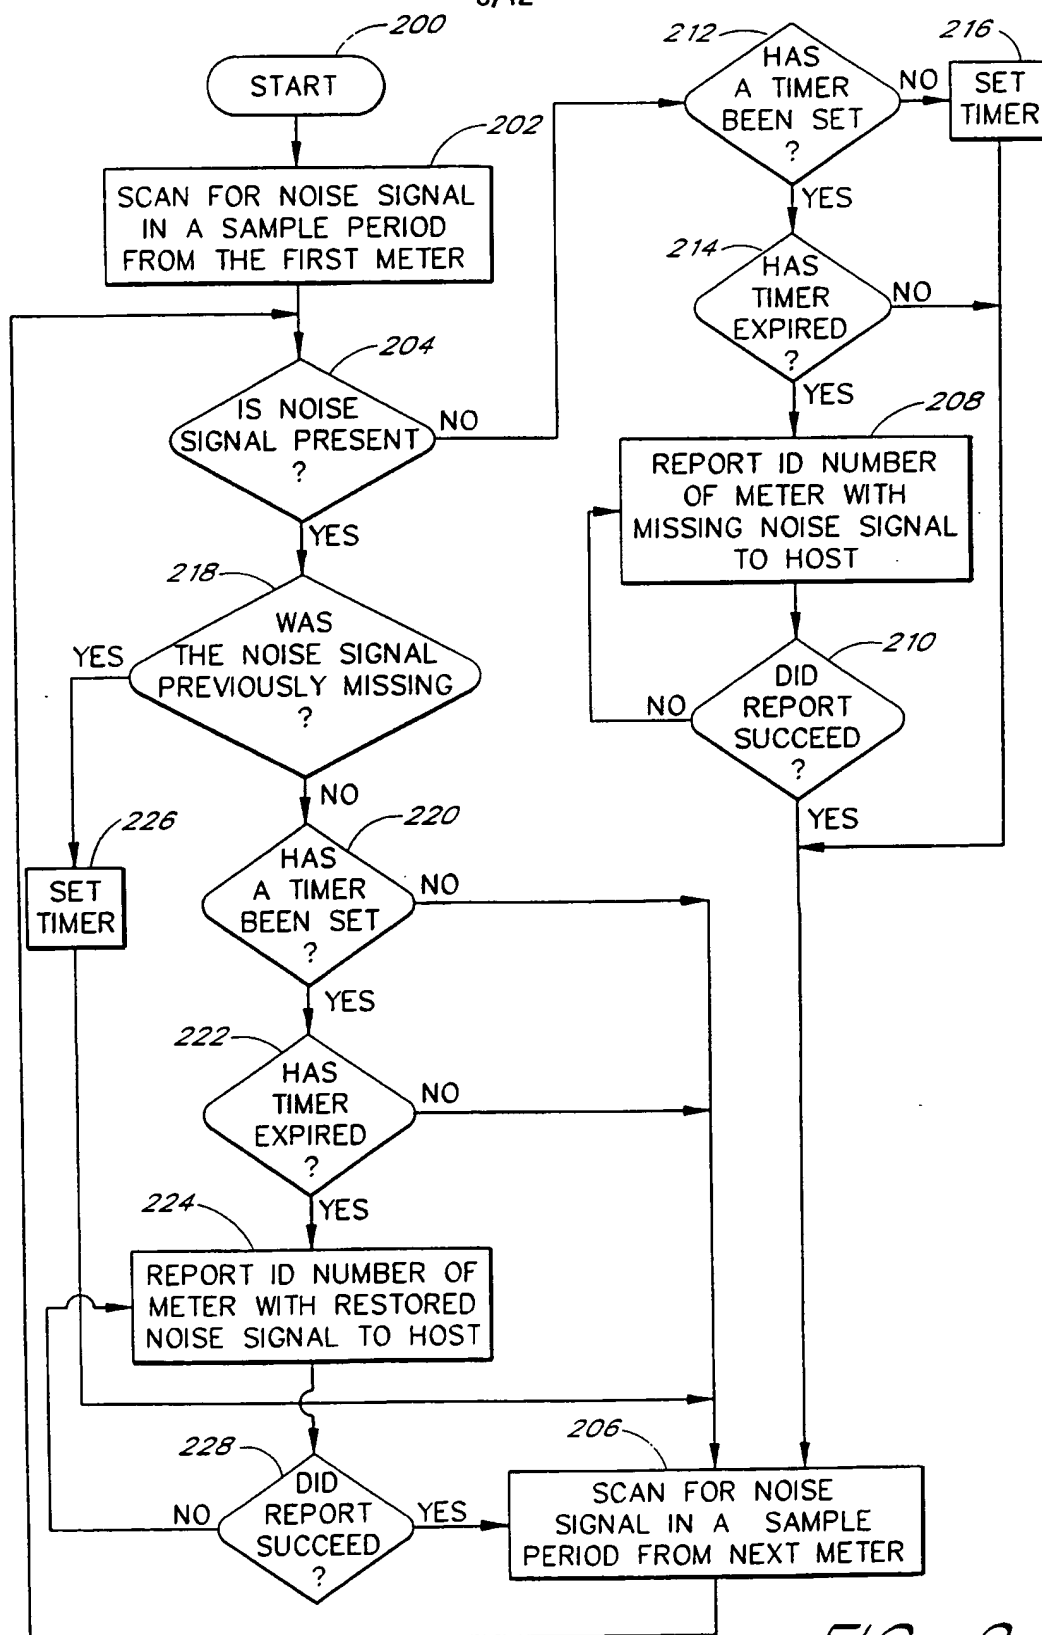 200
START
202
SCAN FOR NOISE SIGNAL
IN A SAMPLE PERIOD
FROM THE FIRST METER
204
IS NOISE
SIGNAL PRESENT
?
NO
YES
218
WAS
THE NOISE SIGNAL
PREVIOUSLY MISSING
?
YES
NO
226
SET
TIMER
220
HAS
A TIMER
BEEN SET
?
NO
YES
222
HAS
TIMER
EXPIRED
?
NO
YES
224
REPORT ID NUMBER OF
METER WITH RESTORED
NOISE SIGNAL TO HOST
228
DID
REPORT
SUCCEED
?
NO
YES
212
HAS
A TIMER
BEEN SET
?
NO
YES
216
SET
TIMER
214
HAS
TIMER
EXPIRED
?
NO
YES
208
REPORT ID NUMBER
OF METER WITH
MISSING NOISE SIGNAL
TO HOST
210
DID
REPORT
SUCCEED
?
NO
YES
206
SCAN FOR NOISE
SIGNAL IN A SAMPLE
PERIOD FROM NEXT METER